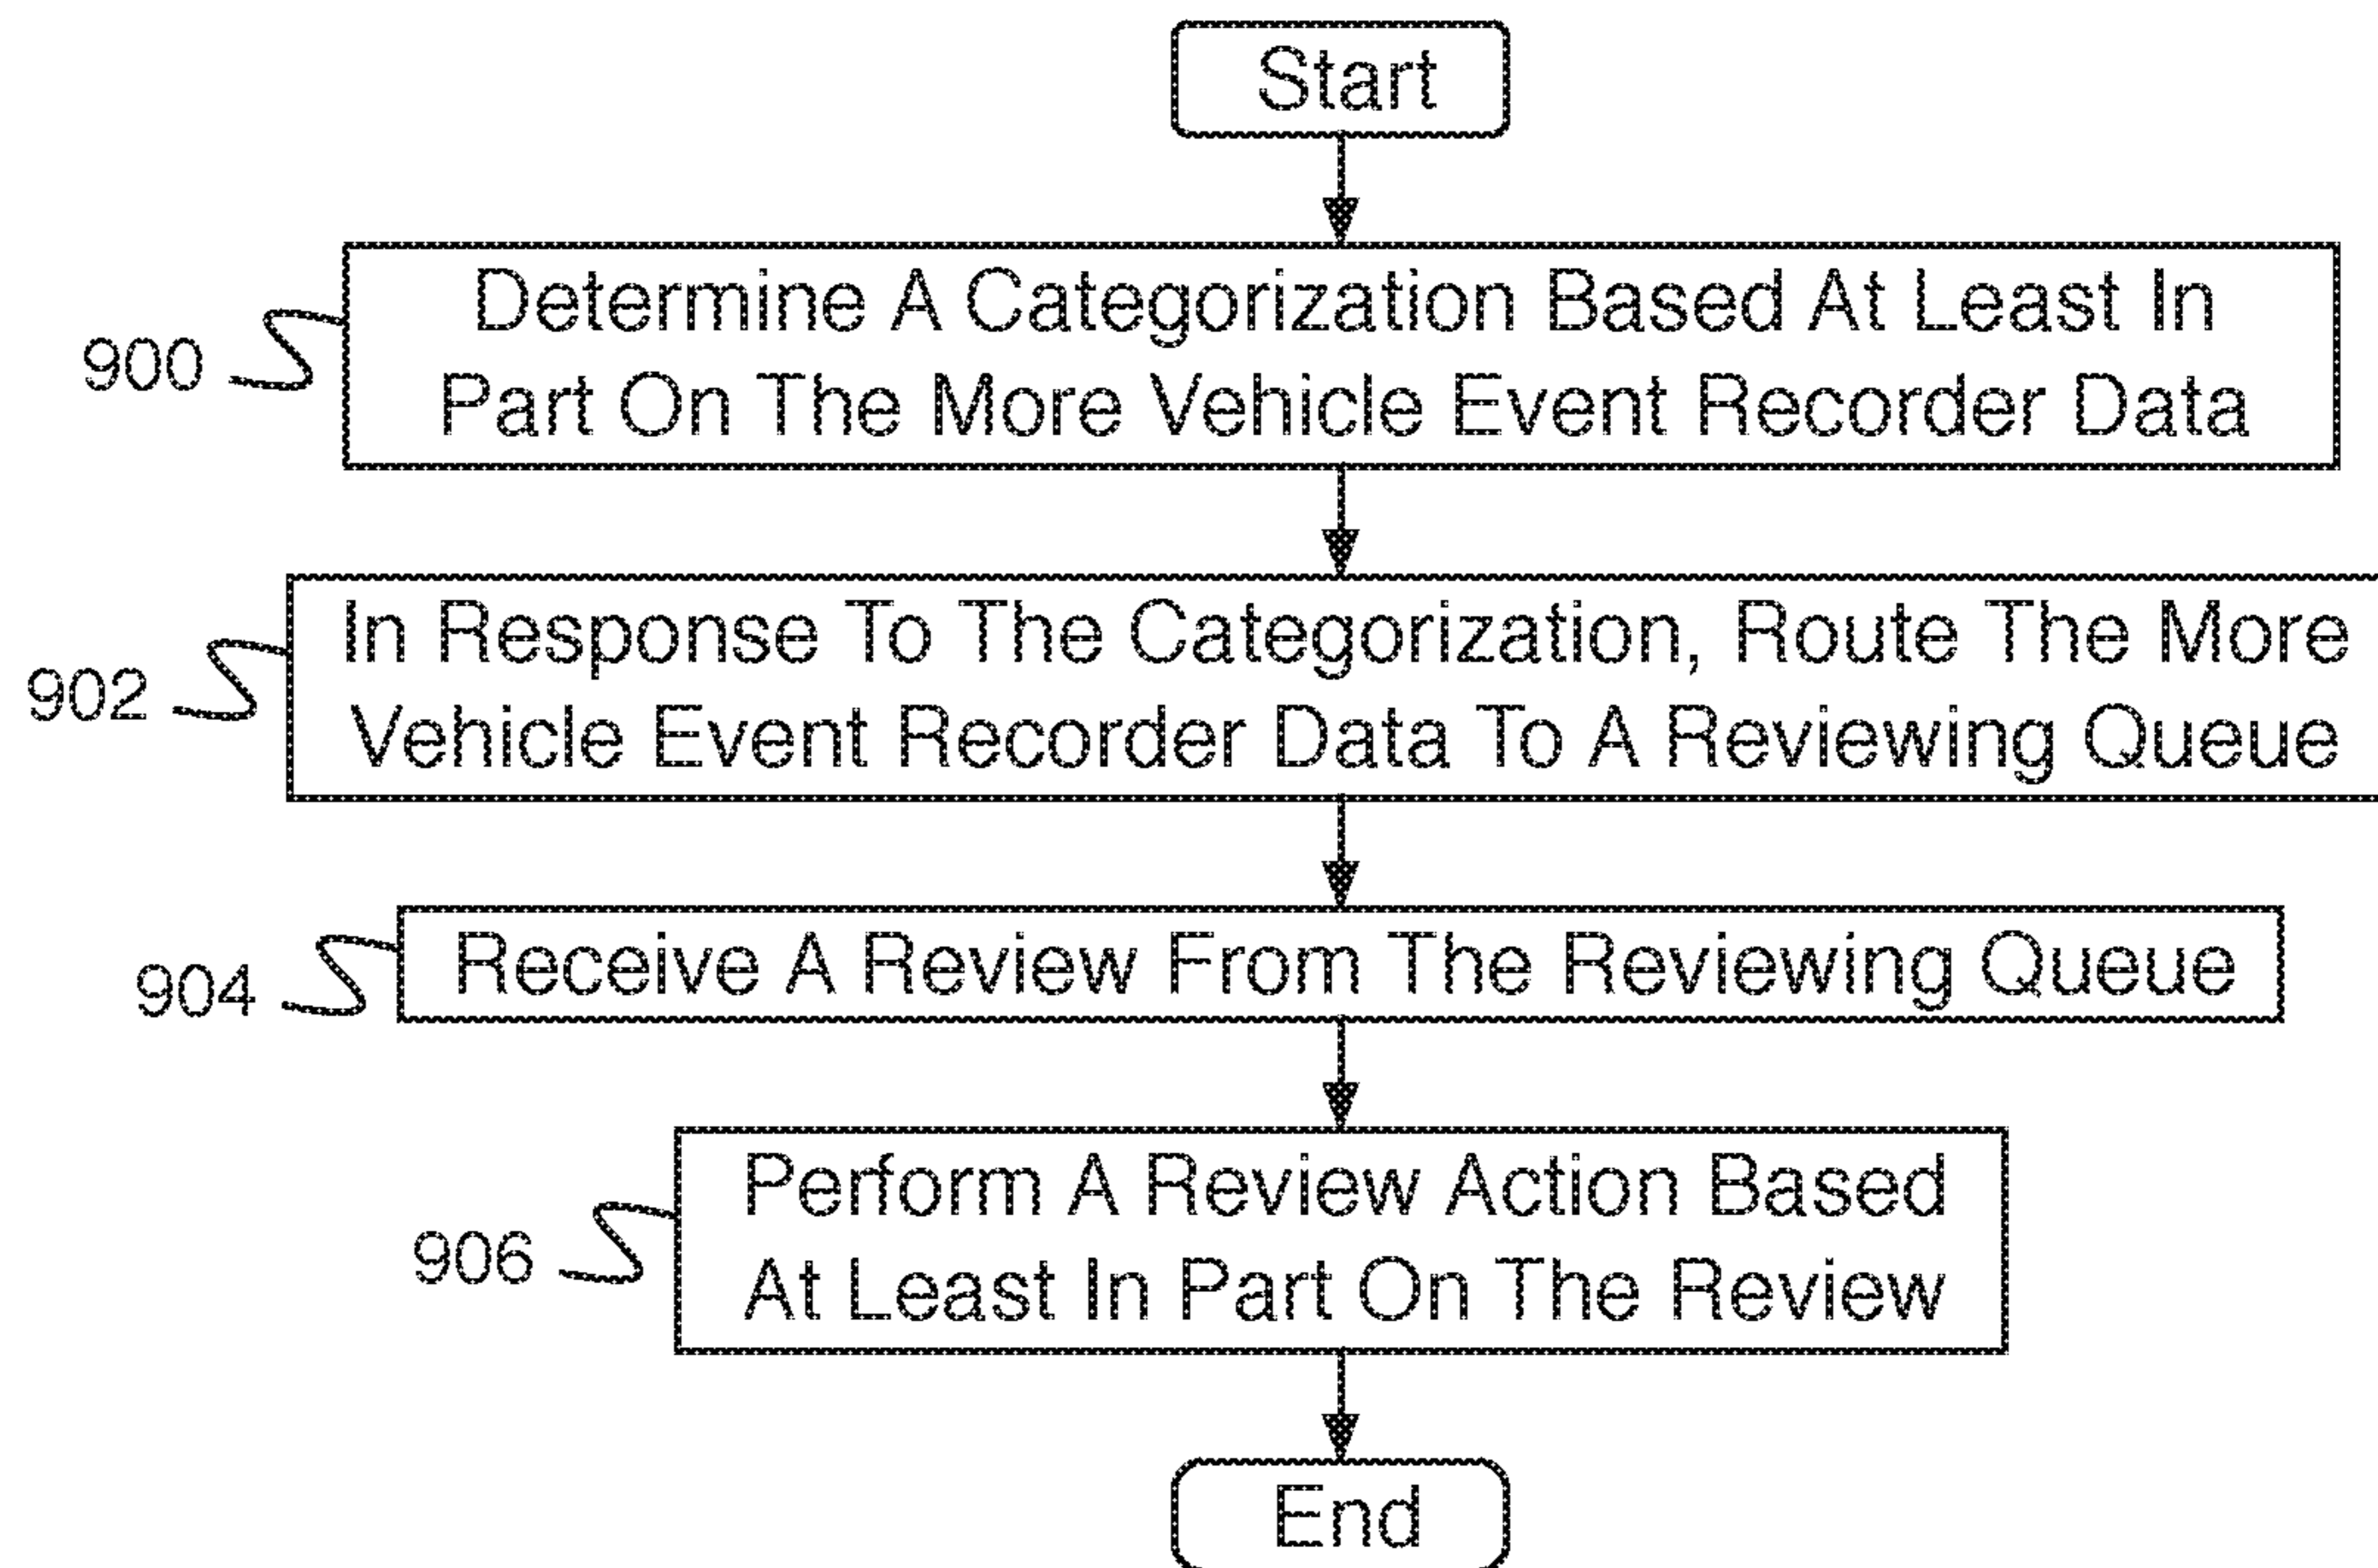 Start
900
Determine A Categorization Based At Least In
Part On The More Vehicle Event Recorder Data
902
In Response To The Categorization, Route The More
Vehicle Event Recorder Data To A Reviewing Queue
904
Receive A Review From The Reviewing Queue
906
Perform A Review Action Based
At Least In Part On The Review
End